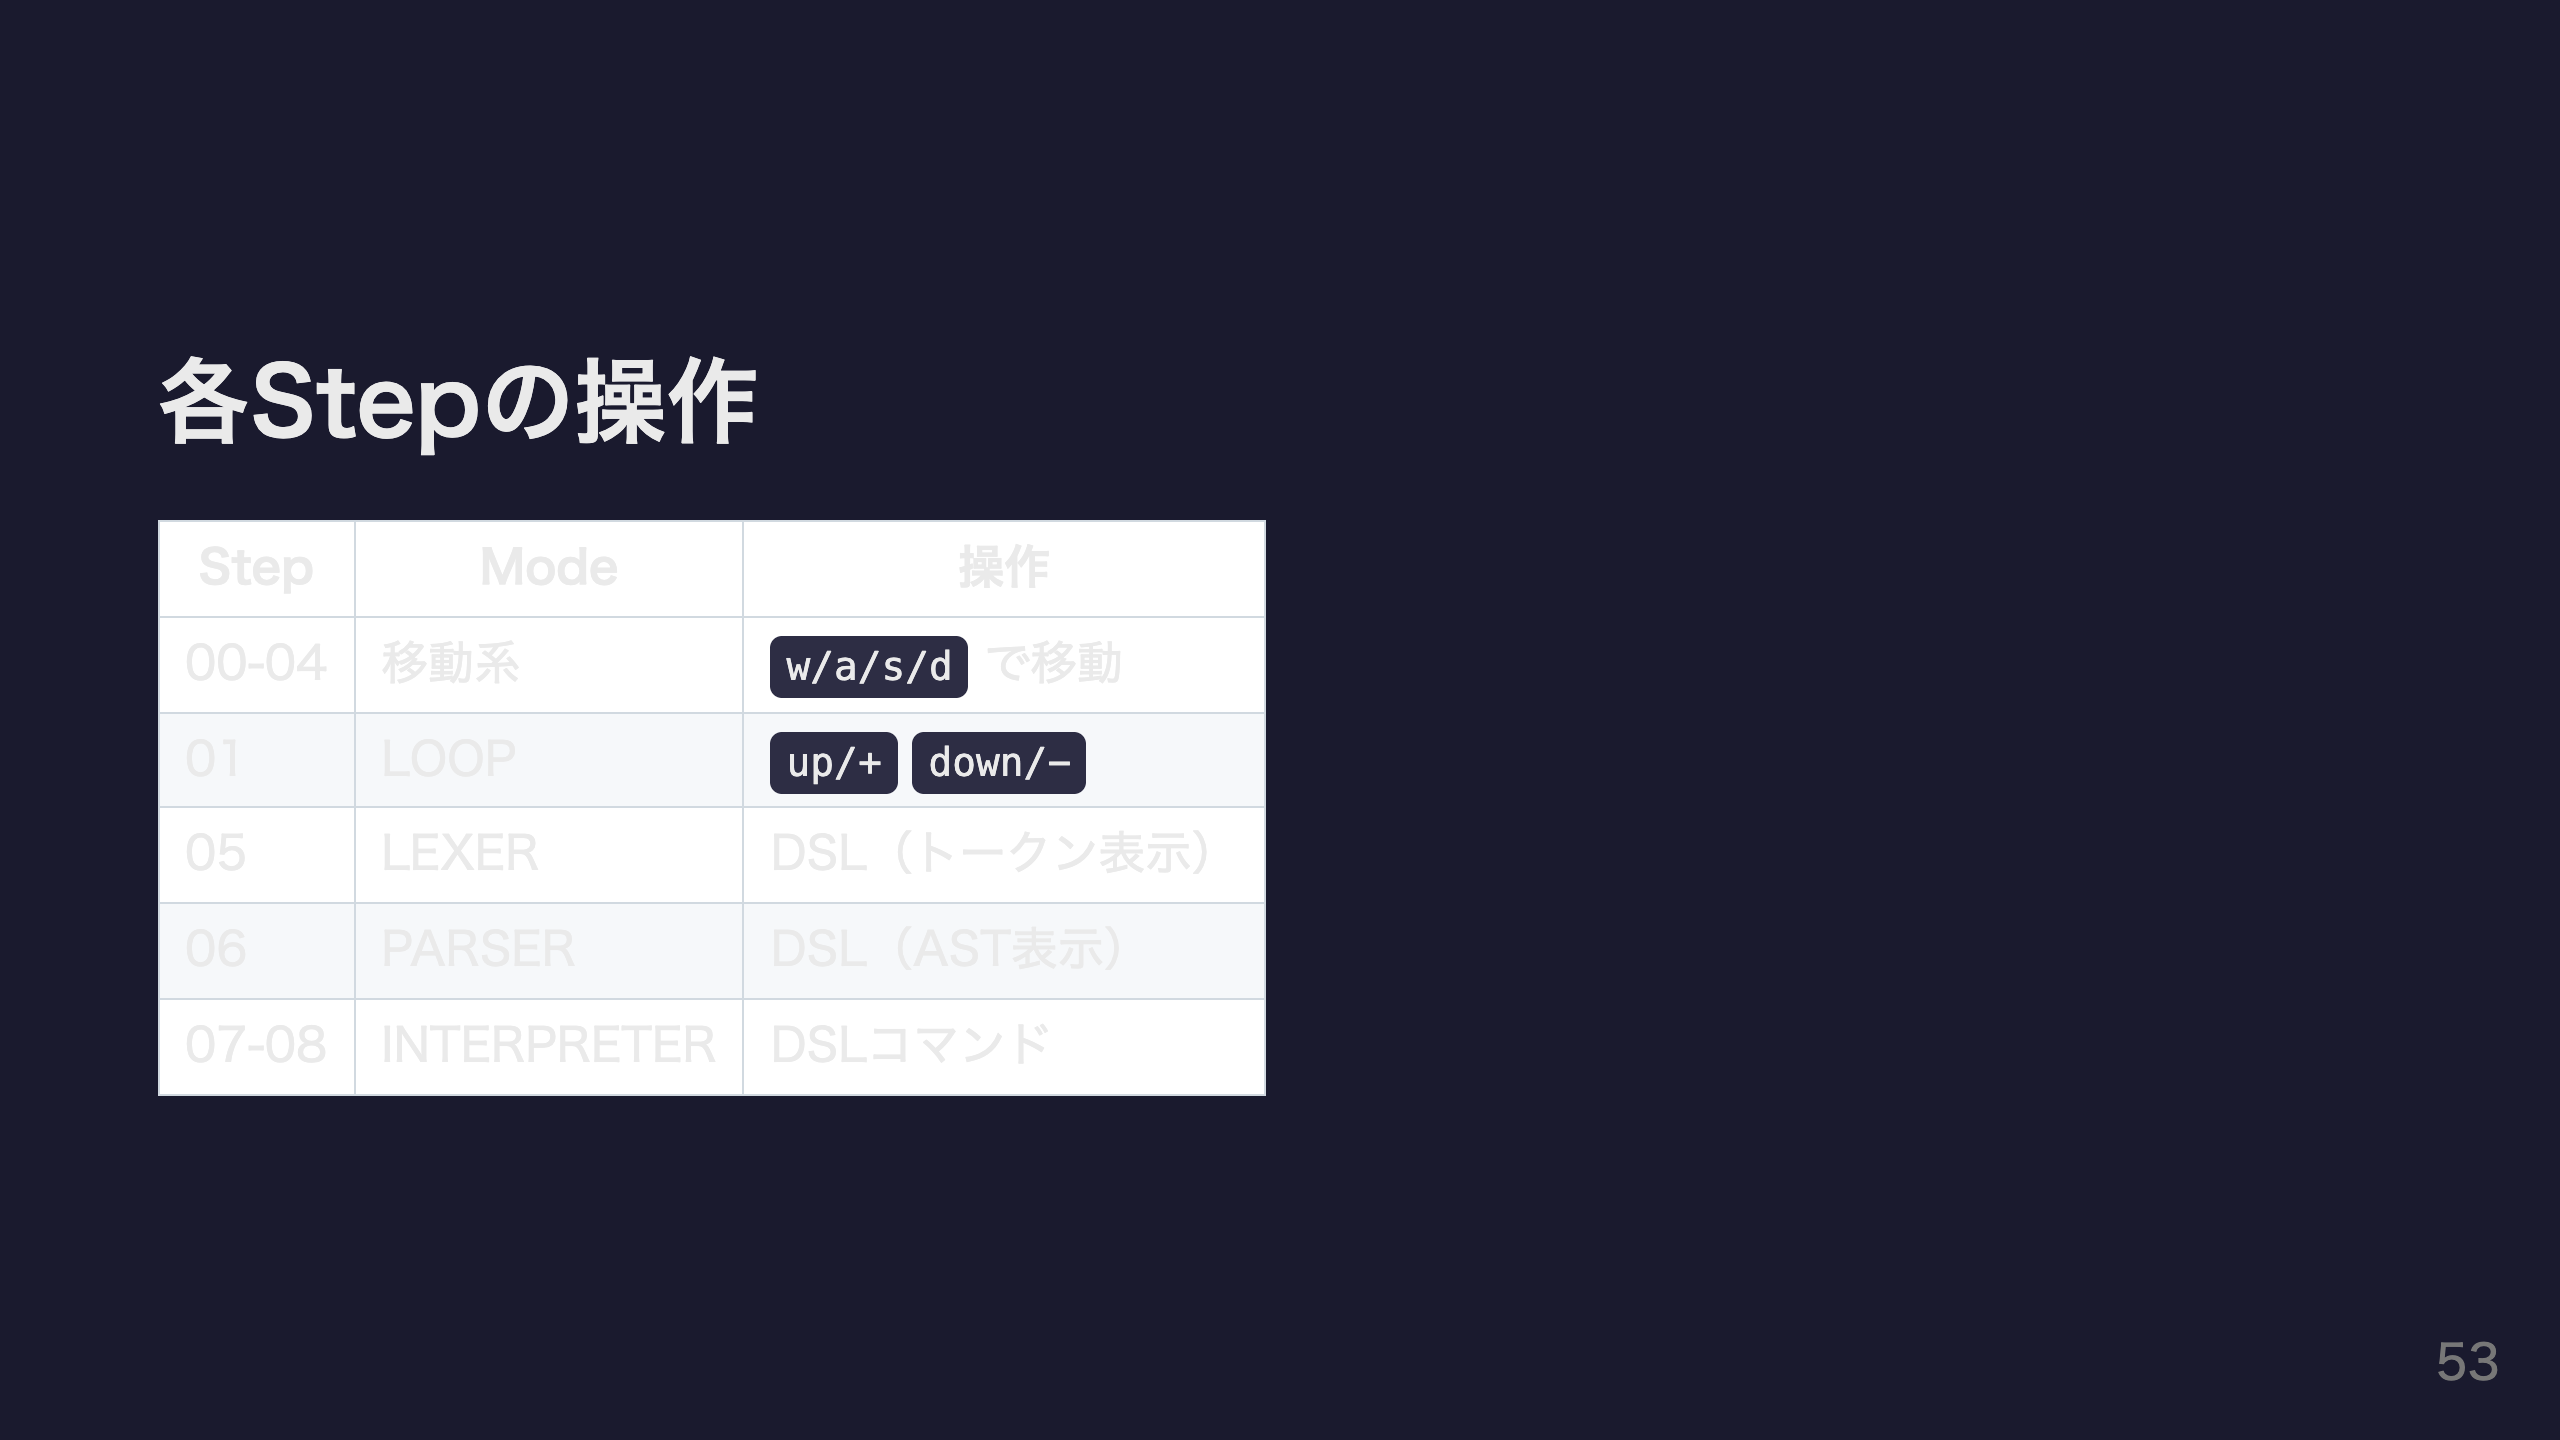 各Stepの操作
Step Mode 操作
00-04 移動系 w/a/s/d で移動
01 LOOP up/+ down/-
05 LEXER DSL（トークン表示）
06 PARSER DSL（AST表示）
07-08 INTERPRETER DSLコマンド
53